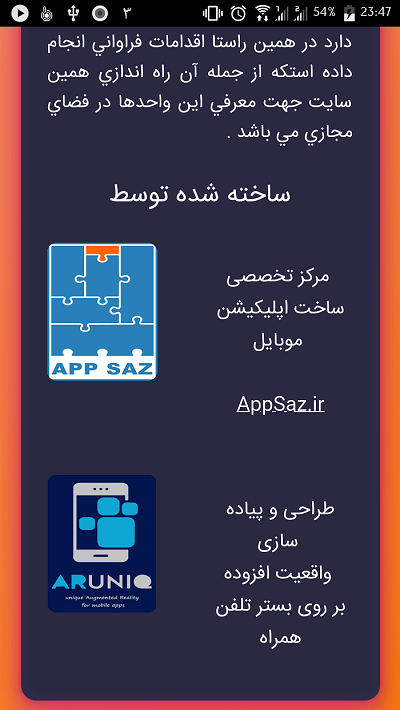 ۳
54%
23:47
دارد در همين راستا اقدامات فراواني انجام
داده استكه از جمله آن راه اندازي همين
سايت جهت معرفي اين واحدها در فضاي
مجازي مي باشد .
ساخته شده توسط
APP SAZ
مرکز تخصصی
ساخت اپلیکیشن
موبایل
AppSaz.ir
ARUNIQ
unique Augmented Reality
for mobile apps
طراحی و پیاده
سازی
واقعیت افزوده
بر روی بستر تلفن
همراه